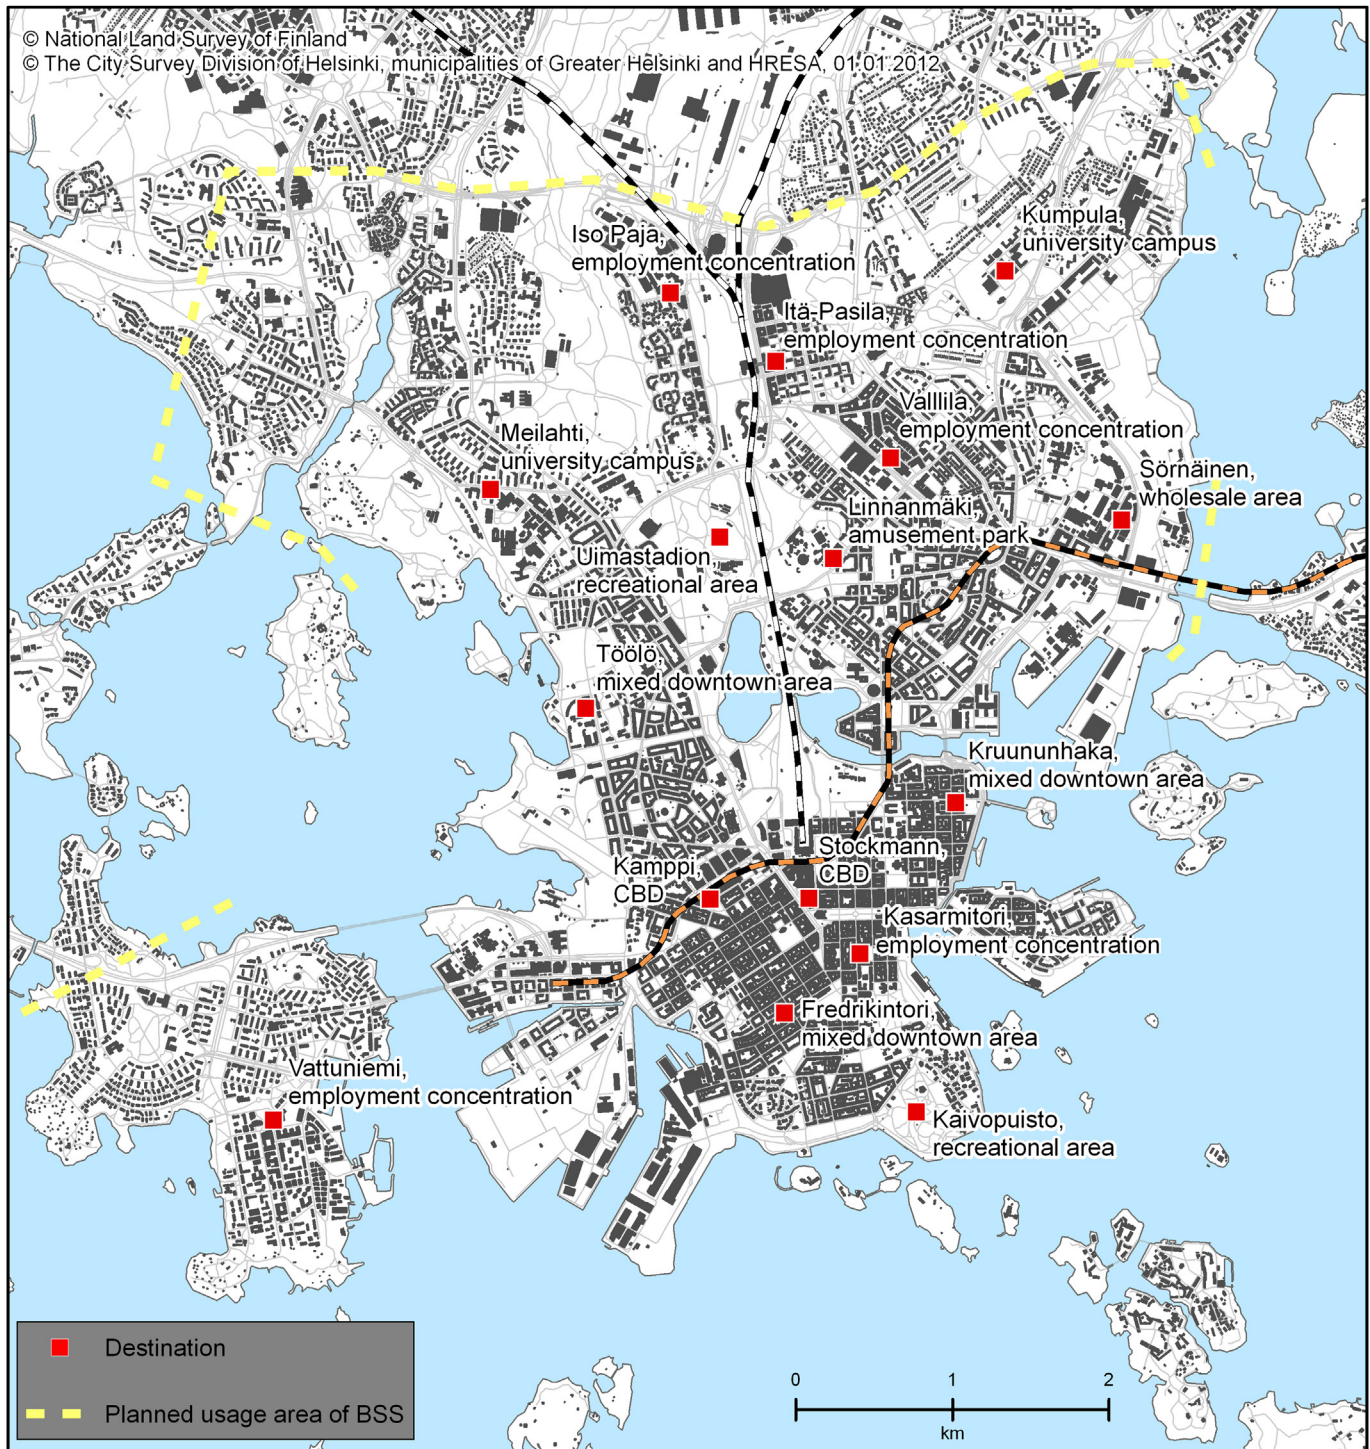 © National Land Survey of Finland
© The City Survey Division of Helsinki, municipalities of Greater Helsinki and HRESA, 01.01.2012
Kumpula,
university campus
Iso Paja,
employment concentration
Itä-Pasila,
employment concentration
Valllila,
employment concentration
Meilahti,
university campus
Sörnäinen,
wholesale area
Linnanmäki,
amusement park
Uimastadion,
recreational area
Töölö,
mixed downtown area
Kruununhaka,
mixed downtown area
Stockmann,
CBD
Kamppi,
CBD
Kasarmitori,
employment concentration
Fredrikintori,
mixed downtown area
Vattuniemi,
employment concentration
Kaivopuisto,
recreational area
Destination
Planned usage area of BSS
0 1 2
km